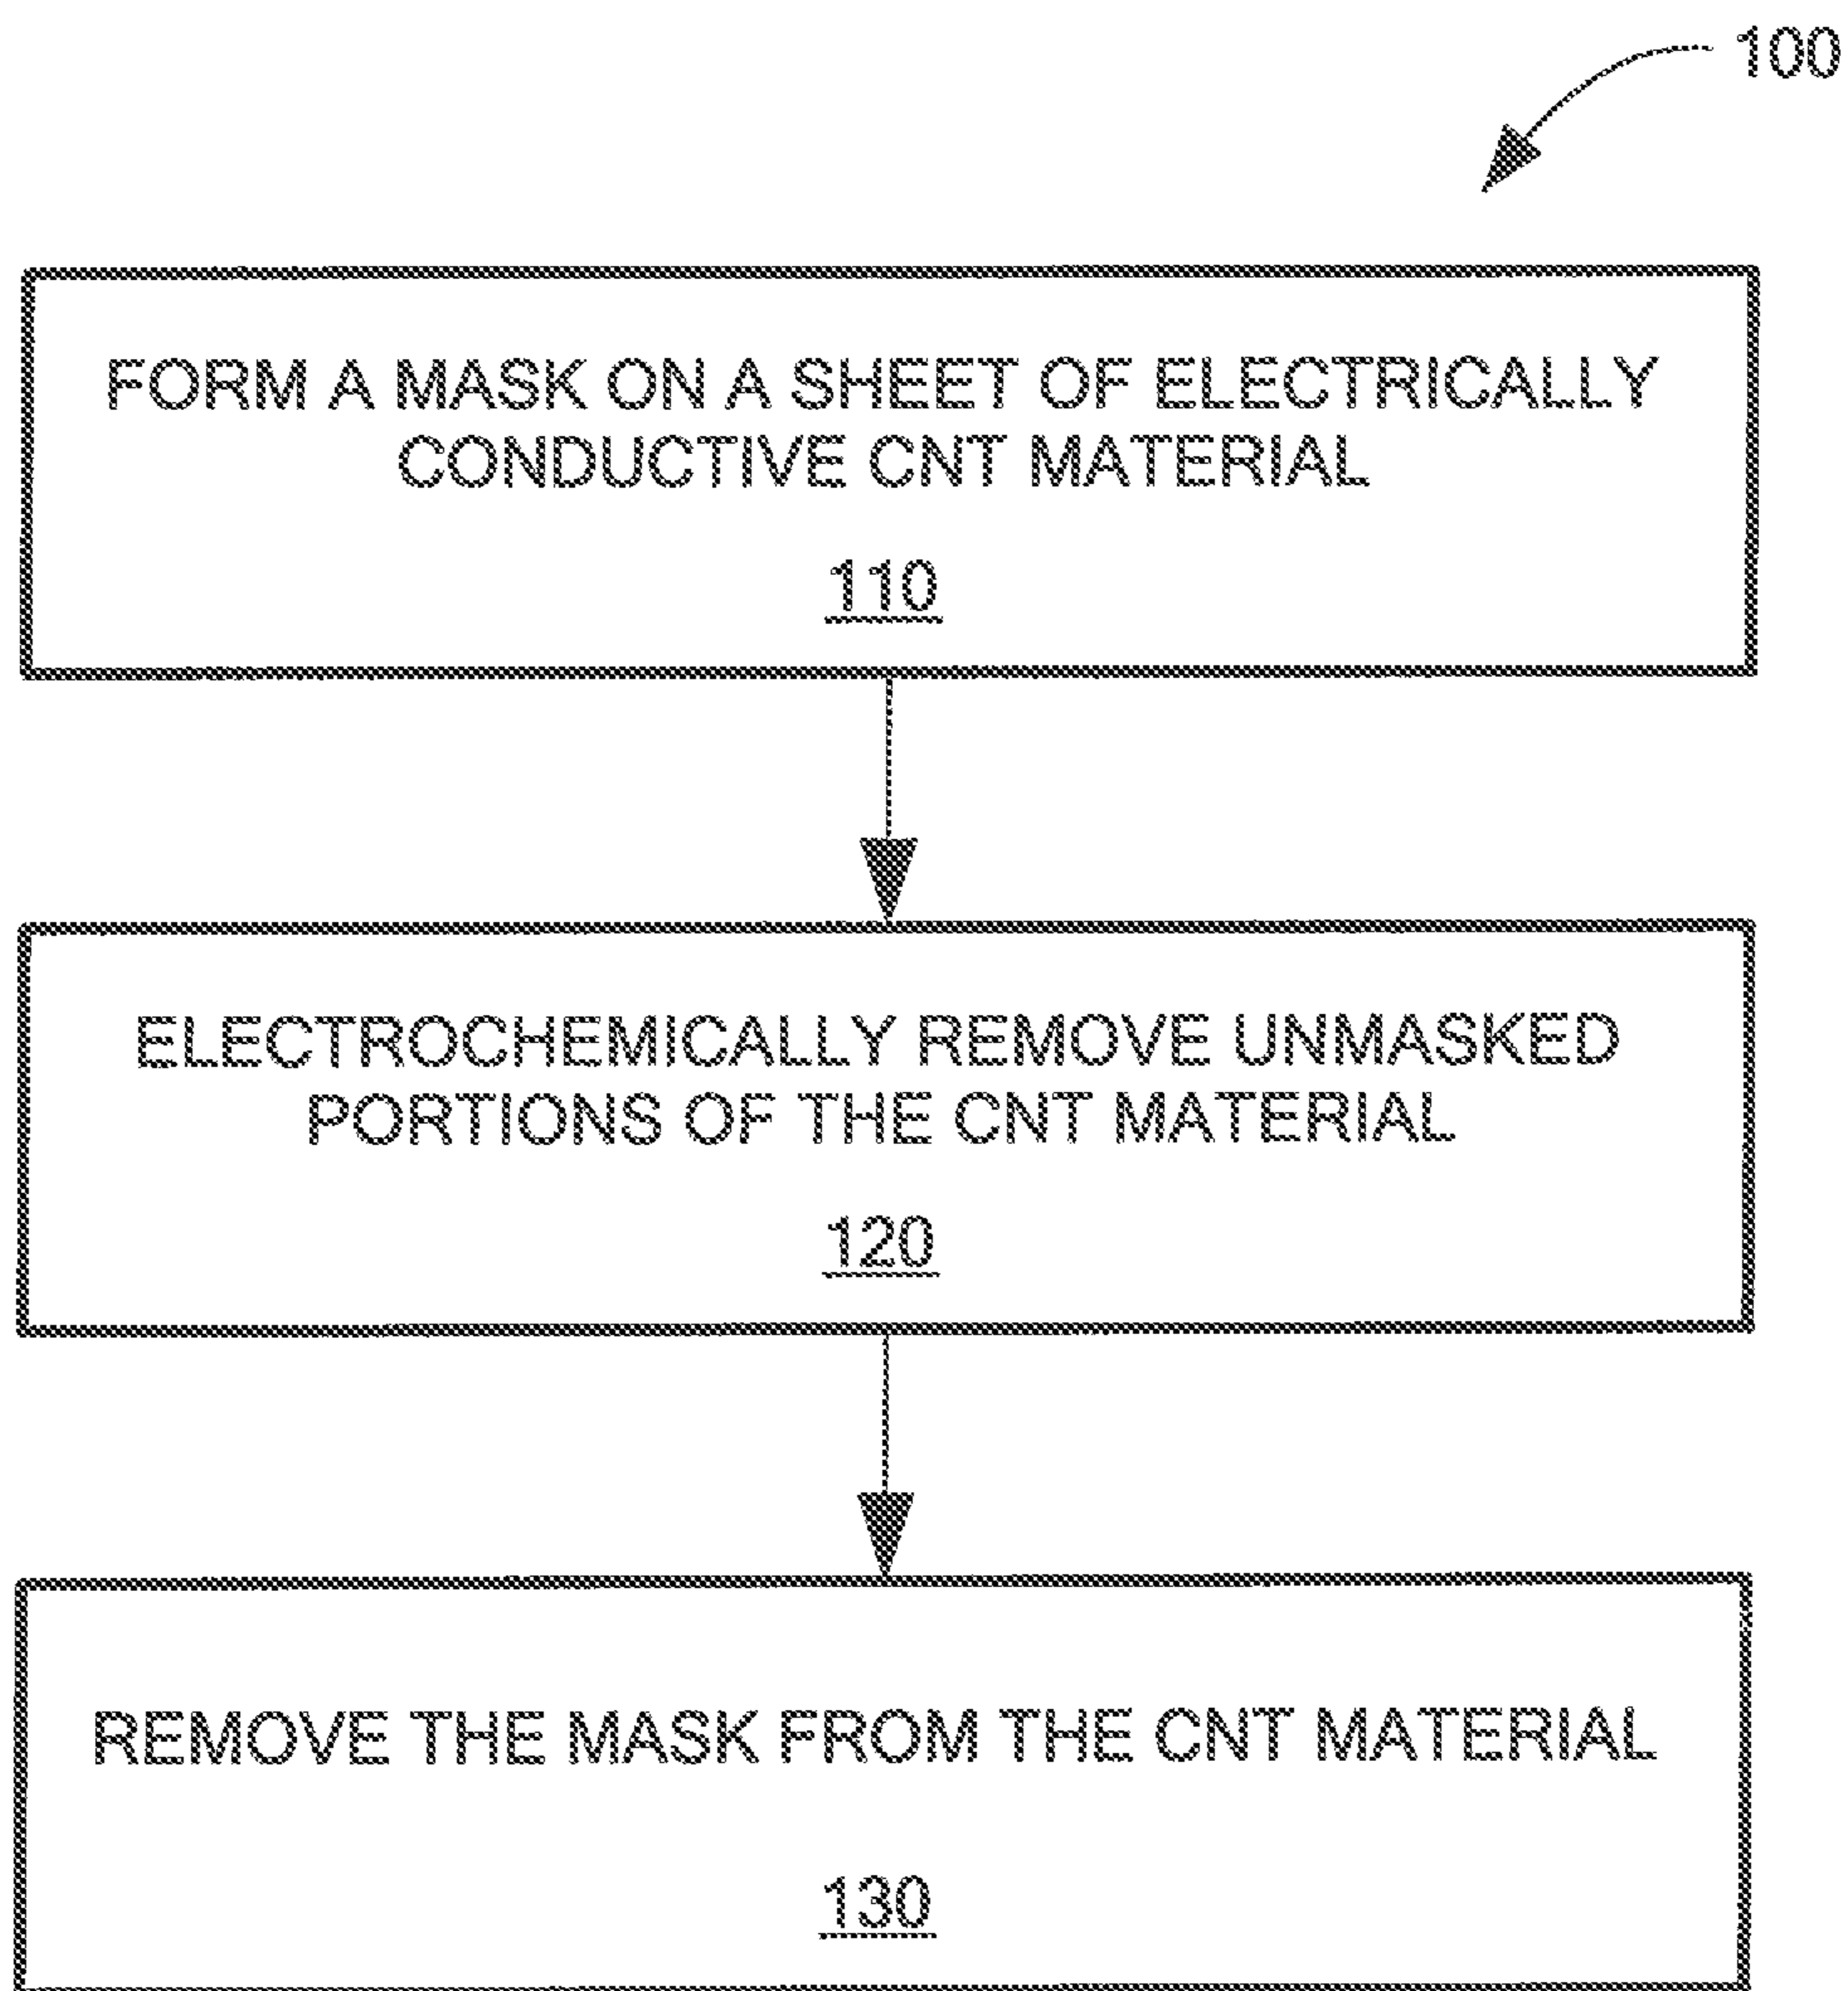 100
FORM A MASK ON A SHEET OF ELECTRICALLY
CONDUCTIVE CNT MATERIAL
110
ELECTROCHEMICALLY REMOVE UNMASKED
PORTIONS OF THE CNT MATERIAL
120
REMOVE THE MASK FROM THE CNT MATERIAL
130